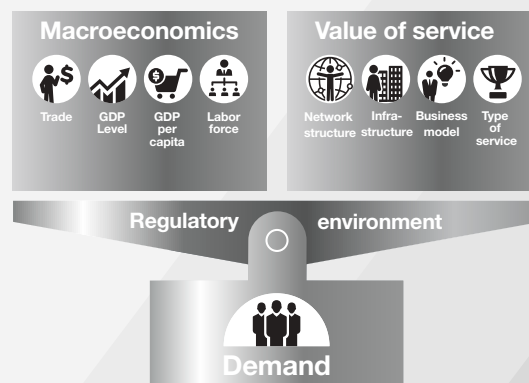 Macroeconomics
Trade
GDP
Level
GDP
per
capita
Labor
force
Value of service
Network
structure
Infra-
structure
Business
model
Type
of
service
Regulatory environment
Demand